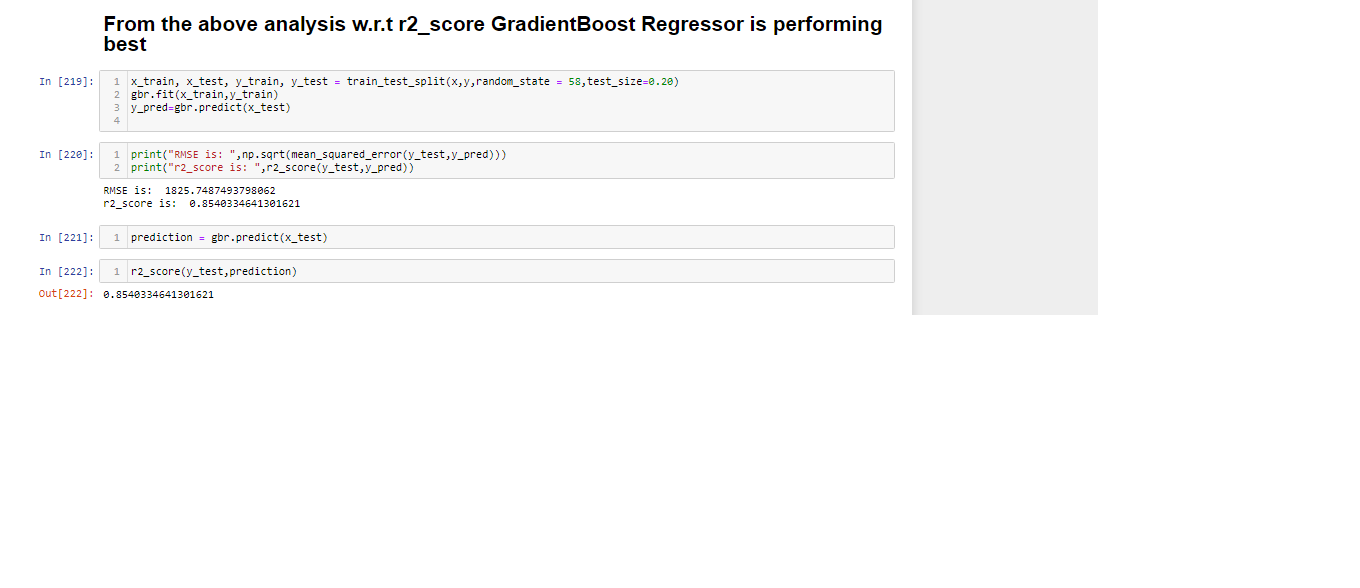 From the above analysis w.r.t r2_score GradientBoost Regressor is performing
best
In [219]:
1 x_train, x_test, y_train, y_test = train_test_split(x,y,random_state = 58,test_size=0.20)
2 gbr.fit(x_train,y_train)
3 y_pred=gbr.predict(x_test)
4
In [220]:
1 print("RMSE is: ",np.sqrt(mean_squared_error(y_test,y_pred)))
2 print("r2_score is: ",r2_score(y_test,y_pred))
RMSE is:  1825.7487493798062
r2_score is:  0.8540334641301621
In [221]:
1 prediction = gbr.predict(x_test)
In [222]:
1 r2_score(y_test,prediction)
Out[222]: 0.8540334641301621